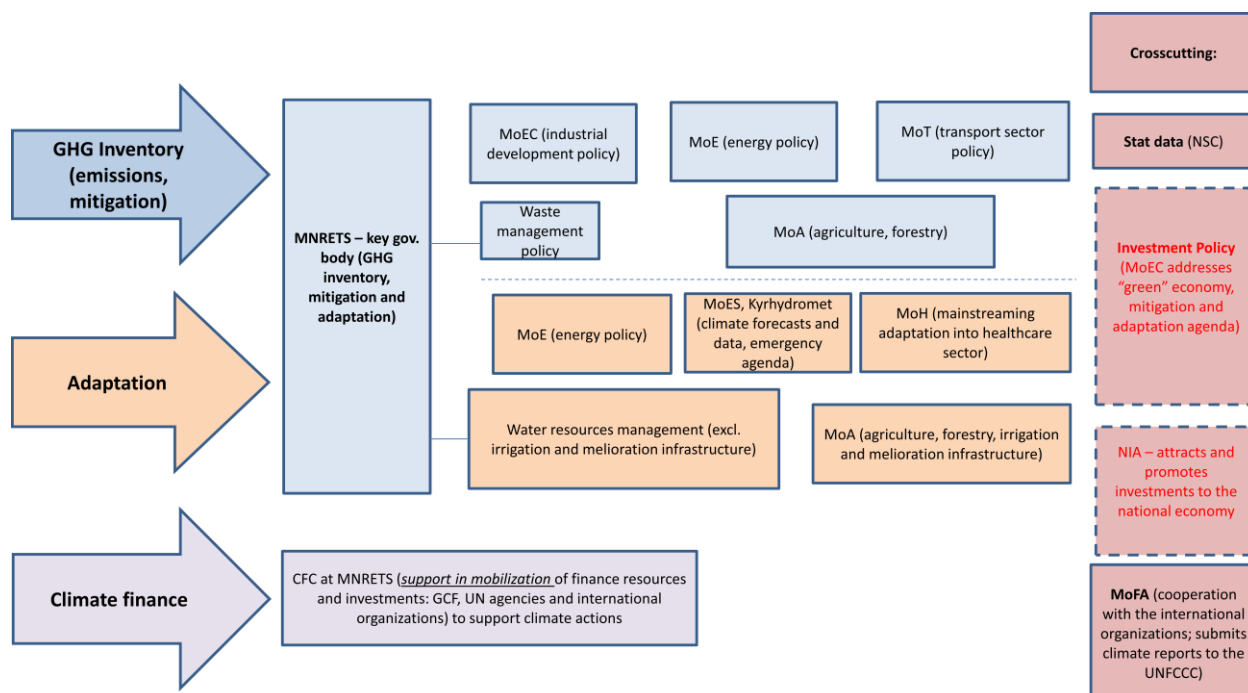 GHG Inventory
(emissions,
mitigation)
Adaptation
Climate finance
MNRETS – key gov.
body (GHG
inventory,
mitigation and
adaptation)
MoEC (industrial
development policy)
MoE (energy policy)
MoT (transport sector
policy)
Waste
management
policy
MoA (agriculture, forestry)
MoE (energy policy)
MoES, Kyrhydromet
(climate forecasts and
data, emergency
agenda)
MoH (mainstreaming
adaptation into healthcare
sector)
Water resources management (excl.
irrigation and melioration infrastructure)
MoA (agriculture, forestry, irrigation
and melioration infrastructure)
CFC at MNRETS (support in mobilization of finance resources
and investments: GCF, UN agencies and international
organizations) to support climate actions
Crosscutting:
Stat data (NSC)
Investment Policy
(MoEC addresses
“green” economy,
mitigation and
adaptation agenda)
NIA – attracts and
promotes
investments to the
national economy
MoFA (cooperation
with the international
organizations; submits
climate reports to the
UNFCCC)